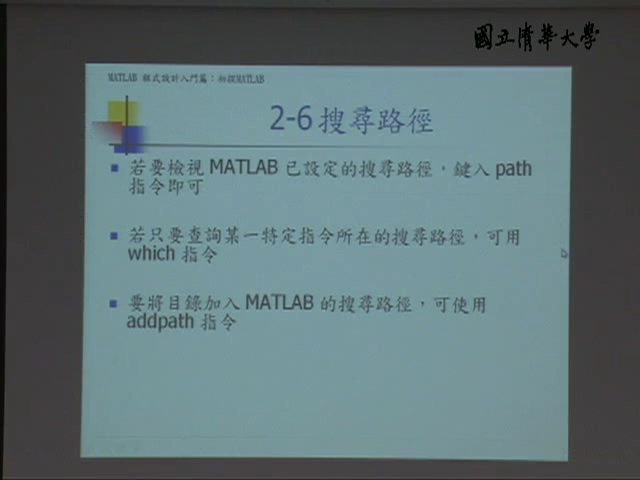 國立清華大學
MATLAB 程式設計入門篇：初探MATLAB
2-6 搜尋路徑
若要檢視 MATLAB 已設定的搜尋路徑，鍵入 path
指令即可
若只要查詢某一特定指令所在的搜尋路徑，可用
which 指令
要將目錄加入 MATLAB 的搜尋路徑，可使用
addpath 指令